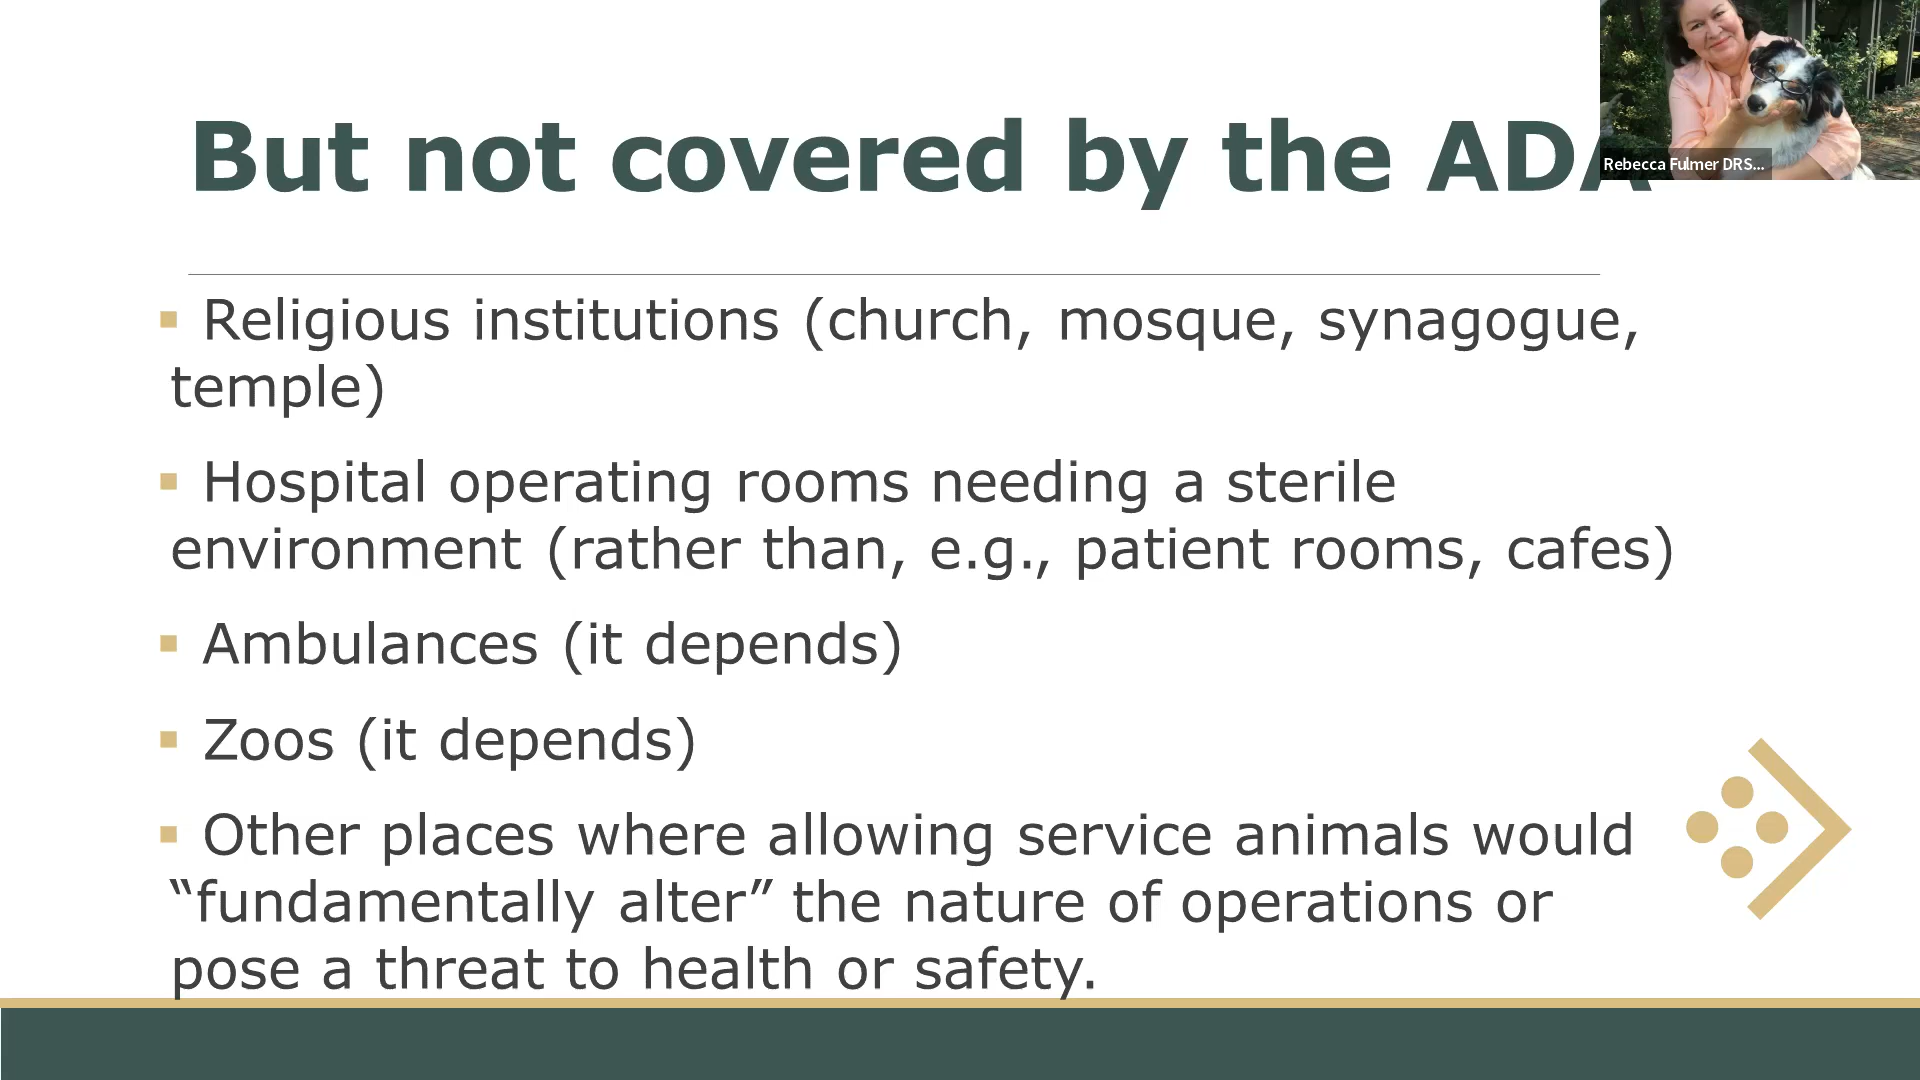 But not covered by the ADA
Rebecca Fulmer DRS...
▪ Religious institutions (church, mosque, synagogue,
temple)
▪ Hospital operating rooms needing a sterile
environment (rather than, e.g., patient rooms, cafes)
▪ Ambulances (it depends)
▪ Zoos (it depends)
▪ Other places where allowing service animals would
“fundamentally alter” the nature of operations or
pose a threat to health or safety.